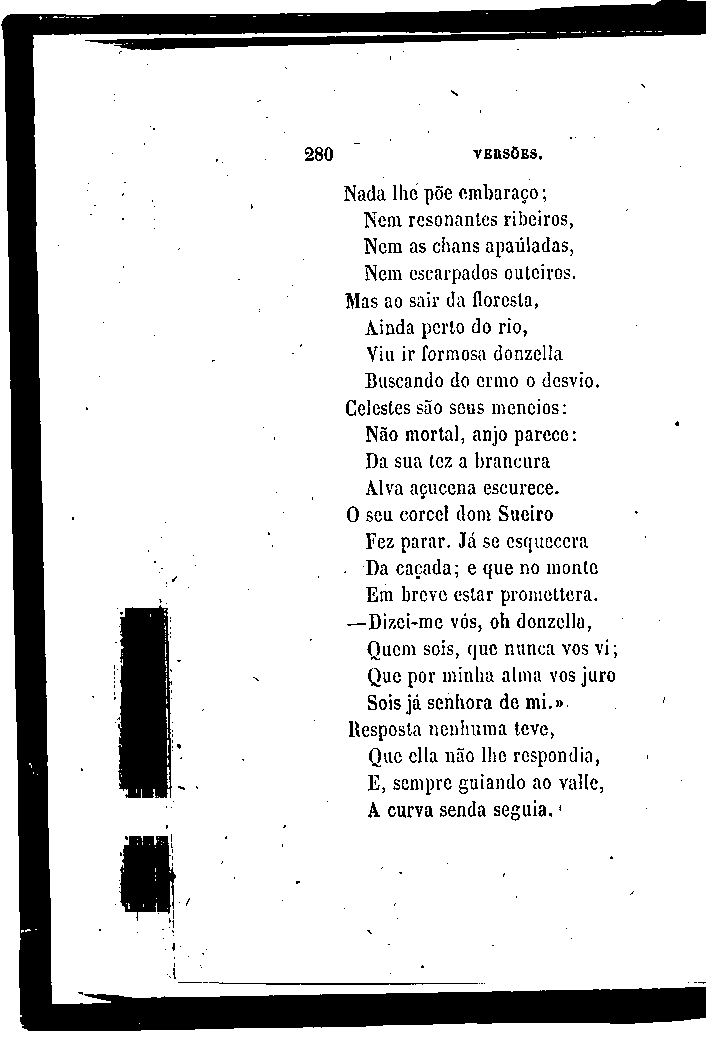 280 VERSÕES.
Nada lhe põe embaraço;
Nem resonantes ribeiros,
Nem as chans apaúladas,
Nem escarpados outeiros.
Mas ao sair da floresta,
Ainda perto do rio,
Viu ir formosa donzella
Buscando do ermo o desvio.
Celestes são seus meneios:
Não mortal, anjo parece:
Da sua tez a brancura
Alva açucena escurece.
O seu corcel dom Sueiro
Fez parar. Já se esquecera
Da caçada; e que no monte
Em breve estar promettera.
—Dizei-me vós, oh donzella,
Quem sois, que nunca vos vi;
Que por minha alma vos juro
Sois já senhora de mi.»
Resposta nenhuma teve,
Que ella não lhe respondia,
E, sempre guiando ao valle,
A curva senda seguia.